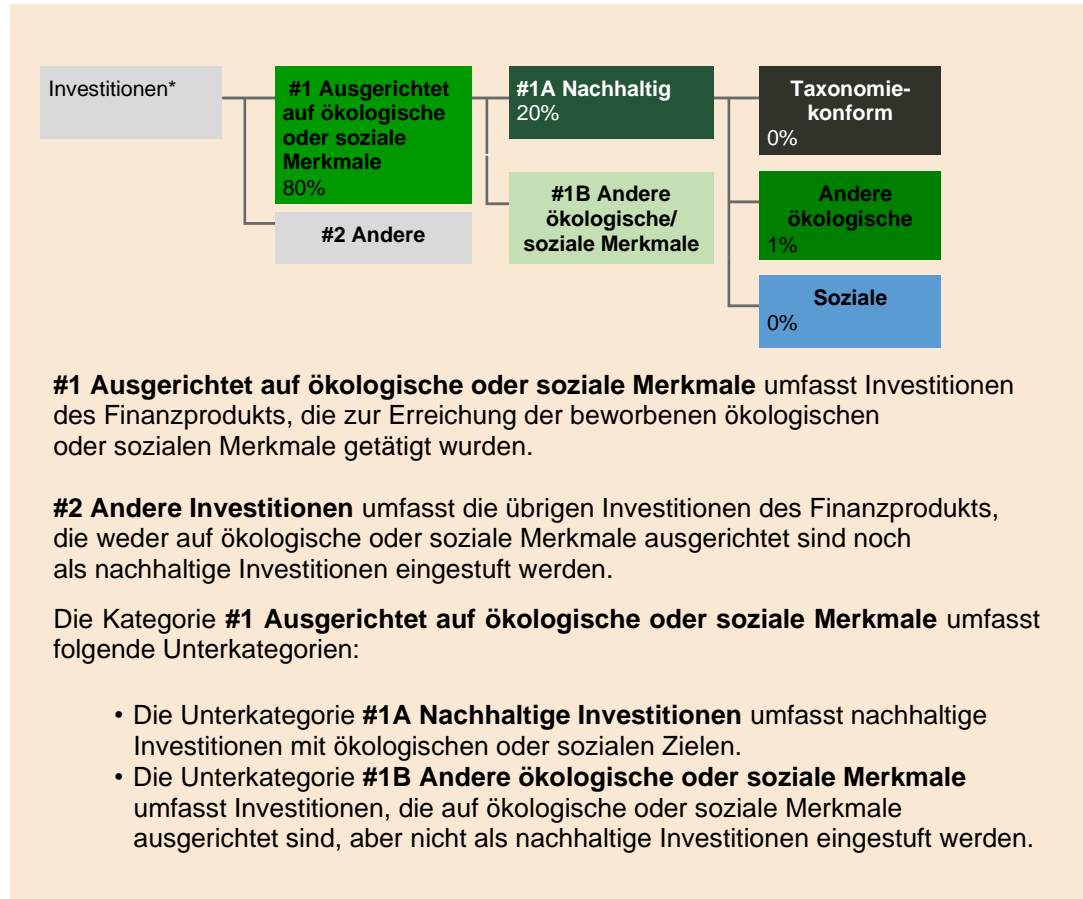 Investitionen*
#1 Ausgerichtet
auf ökologische
oder soziale
Merkmale
80%
#2 Andere
#1A Nachhaltig
20%
#1B Andere
ökologische/
soziale Merkmale
Taxonomie-
konform
0%
Andere
ökologische
1%
Soziale
0%
#1 Ausgerichtet auf ökologische oder soziale Merkmale umfasst Investitionen
des Finanzprodukts, die zur Erreichung der beworbenen ökologischen
oder sozialen Merkmale getätigt wurden.
#2 Andere Investitionen umfasst die übrigen Investitionen des Finanzprodukts,
die weder auf ökologische oder soziale Merkmale ausgerichtet sind noch
als nachhaltige Investitionen eingestuft werden.
Die Kategorie #1 Ausgerichtet auf ökologische oder soziale Merkmale umfasst
folgende Unterkategorien:
• Die Unterkategorie #1A Nachhaltige Investitionen umfasst nachhaltige
Investitionen mit ökologischen oder sozialen Zielen.
• Die Unterkategorie #1B Andere ökologische oder soziale Merkmale
umfasst Investitionen, die auf ökologische oder soziale Merkmale
ausgerichtet sind, aber nicht als nachhaltige Investitionen eingestuft werden.